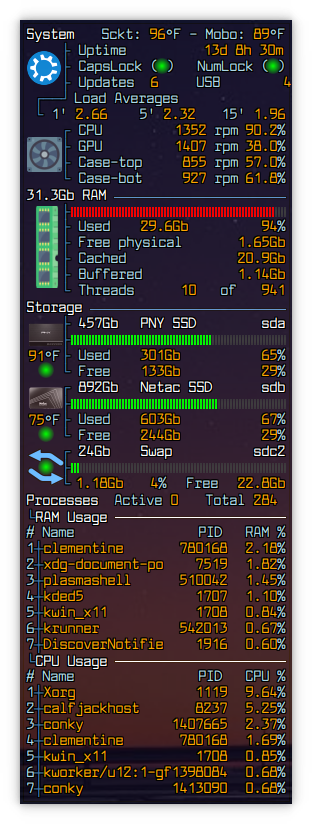 System Sckt: 96°F - Mobo: 89°F
Uptime 13d 8h 30m
CapsLock ( ) NumLock ( )
Updates 6 USB 4
Load Averages
1' 2.66 5' 2.32 15' 1.96
CPU 1352 rpm 90.2%
GPU 1407 rpm 38.0%
Case-top 855 rpm 57.0%
Case-bot 927 rpm 61.8%
31.3Gb RAM
Used 29.6Gb 94%
Free physical 1.65Gb
Cached 20.9Gb
Buffered 1.14Gb
Threads 10 of 941
Storage
457Gb PNY SSD sda
91°F Used 301Gb 65%
Free 133Gb 29%
892Gb Netac SSD sdb
75°F Used 603Gb 67%
Free 244Gb 29%
24Gb Swap sdc2
1.18Gb 4% Free 22.8Gb
Processes Active 0 Total 284
RAM Usage
# Name PID RAM %
1 clementine 780168 2.18%
2 xdg-document-po 7519 1.82%
3 plasmashell 510042 1.45%
4 kded5 1707 1.10%
5 kwin_x11 1708 0.84%
6 krunner 542013 0.67%
7 DiscoverNotifie 1916 0.60%
CPU Usage
# Name PID CPU %
1 Xorg 1119 9.64%
2 calfjackhost 8237 5.25%
3 conky 1407665 2.37%
4 clementine 780168 1.69%
5 kwin_x11 1708 0.85%
6 kworker/u12:1-gf1398084 0.68%
7 conky 1413090 0.68%